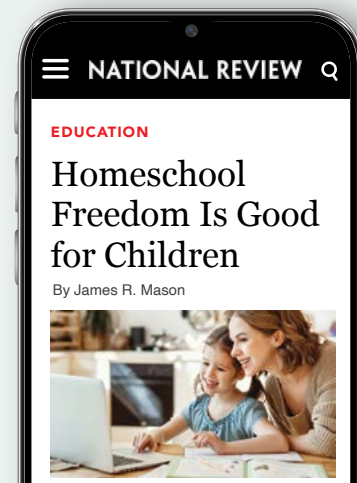 NATIONAL REVIEW
EDUCATION
Homeschool
Freedom Is Good
for Children
By James R. Mason